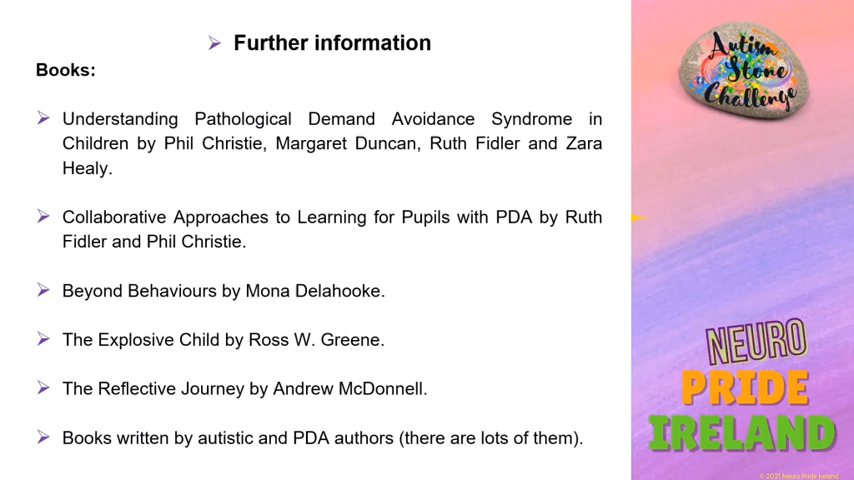 Further information
Books:
Understanding Pathological Demand Avoidance Syndrome in
Children by Phil Christie, Margaret Duncan, Ruth Fidler and Zara
Healy.
Collaborative Approaches to Learning for Pupils with PDA by Ruth
Fidler and Phil Christie.
Beyond Behaviours by Mona Delahooke.
The Explosive Child by Ross W. Greene.
The Reflective Journey by Andrew McDonnell.
Books written by autistic and PDA authors (there are lots of them).
Autism
Stone
Challenge
NEURO
PRIDE
IRELAND
© 2021 Neuro Pride Ireland